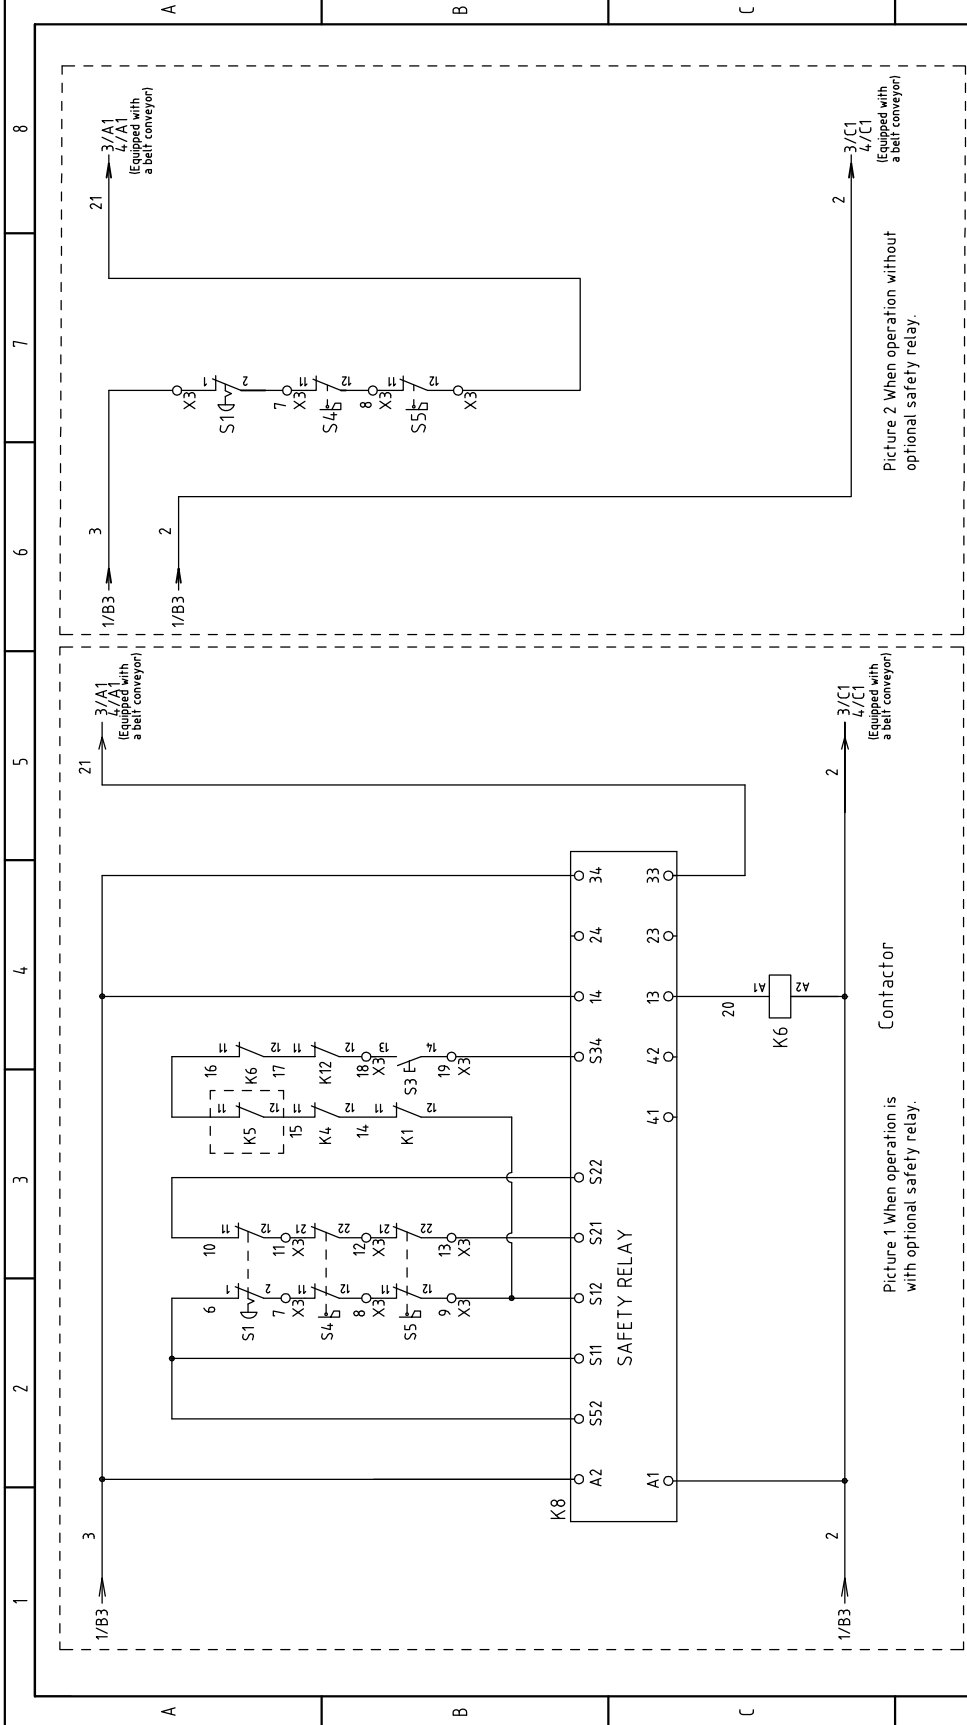 1
2
3
4
5
6
7
8
A
B
C
A
B
C
1/B3
3
21
3/A1
4/A1
(Equipped with
a belt conveyor)
6
S1
1
2
7
X3
S4
11
12
8
X3
S5
11
12
9
X3
10
11
12
11
X3
21
22
12
X3
21
22
13
X3
K5
11
12
15
K4
11
12
14
K1
11
12
16
K6
11
12
17
K12
11
12
18
X3
S3
13
14
19
X3
K8
A2
S52
S11
S12
S21
S22
S34
14
24
34
SAFETY RELAY
A1
41
42
13
23
33
20
K6
A1
A2
1/B3
2
2
3/C1
4/C1
(Equipped with
a belt conveyor)
Contactor
Picture 1 When operation is
with optional safety relay.
1/B3
3
1/B3
2
X3
S1
1
2
7
X3
S4
11
12
8
X3
S5
11
12
X3
21
3/A1
4/A1
(Equipped with
a belt conveyor)
2
3/C1
4/C1
(Equipped with
a belt conveyor)
Picture 2 When operation without
optional safety relay.